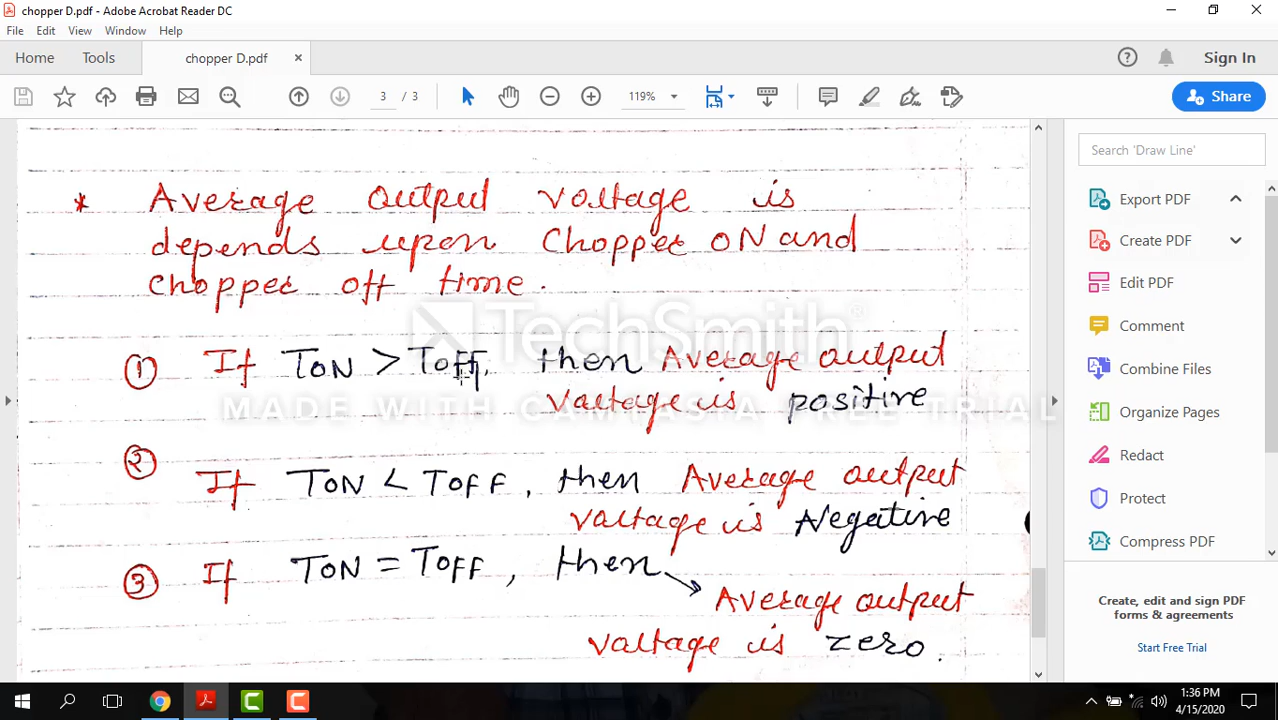 chopper D.pdf - Adobe Acrobat Reader DC
File Edit View Window Help
Home Tools chopper D.pdf ×
? Sign In
3 / 3 119% Share
Search 'Draw Line'
Export PDF
Create PDF
Edit PDF
Comment
Combine Files
Organize Pages
Redact
Protect
Compress PDF
Create, edit and sign PDF
forms & agreements
Start Free Trial
* Average output voltage is
depends upon Chopper ON and
chopper off time.
① If TON > Toff, then Average output
voltage is positive
② If TON < TOFF, then Average output
voltage is Negative
③ If TON = TOFF, then
Average output
voltage is zero.
TechSmith
MADE WITH CAMTASIA FREE TRIAL
1:36 PM
4/15/2020